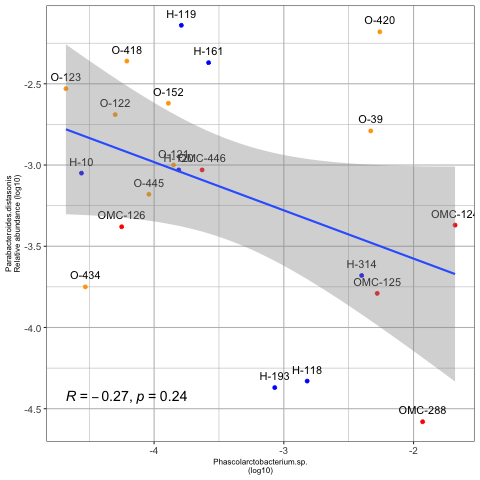 H-119
O-420
O-418
H-161
O-123
O-152
O-122
O-39
O-121
OMC-446
H-10
O-445
OMC-126
OMC-124
H-314
O-434
OMC-125
H-193
H-118
OMC-288
R = −0.27, p = 0.24
-2.5
-3.0
-3.5
-4.0
-4.5
-4
-3
-2
Parabacteroides.distasonis
Relative abundance (log10)
Phascolarctobacterium.sp.
(log10)